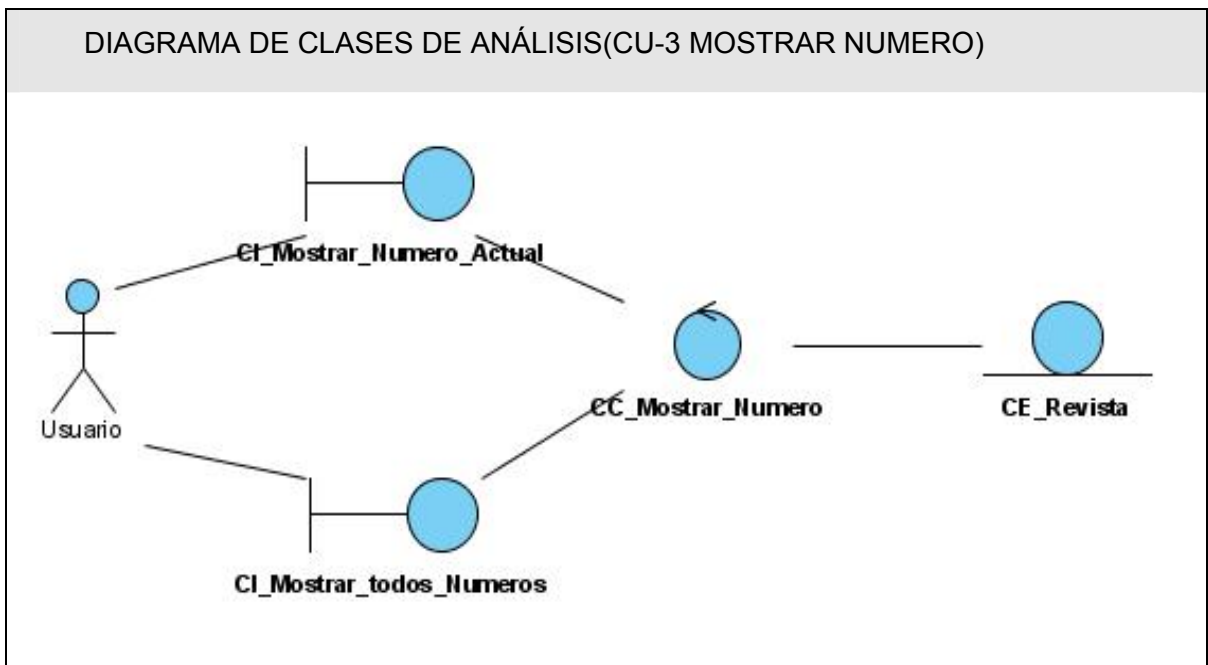 DIAGRAMA DE CLASES DE ANÁLISIS(CU-3 MOSTRAR NUMERO)
CI_Mostrar_Numero_Actual
Usuario
CC_Mostrar_Numero
CE_Revista
CI_Mostrar_todos_Numeros